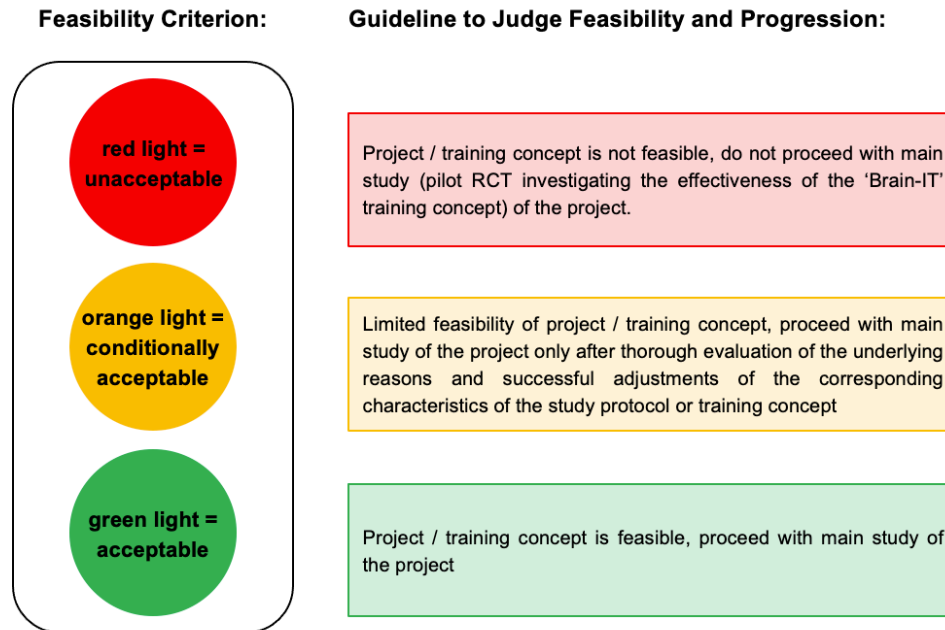 Feasibility Criterion:
Guideline to Judge Feasibility and Progression:
red light =
unacceptable
Project / training concept is not feasible, do not proceed with main
study (pilot RCT investigating the effectiveness of the ‘Brain-IT’
training concept) of the project.
orange light =
conditionally
acceptable
Limited feasibility of project / training concept, proceed with main
study of the project only after thorough evaluation of the underlying
reasons and successful adjustments of the corresponding
characteristics of the study protocol or training concept
green light =
acceptable
Project / training concept is feasible, proceed with main study of
the project